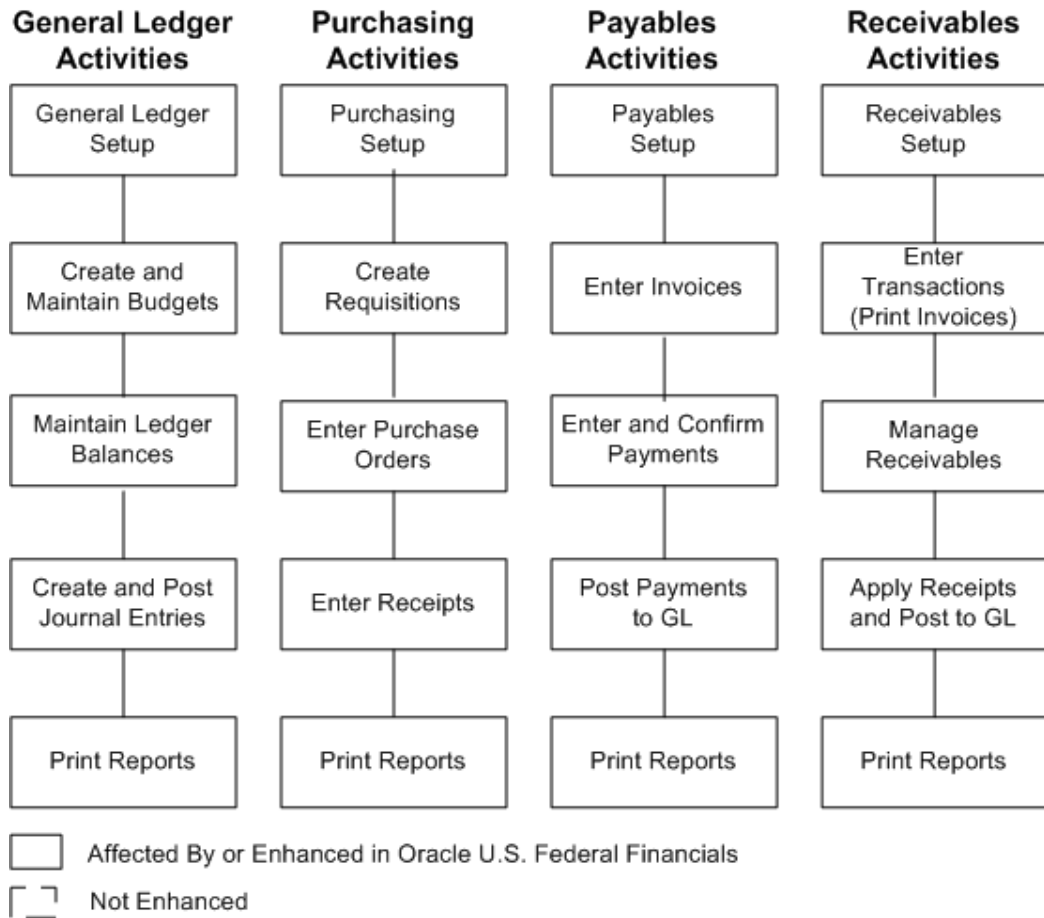 General Ledger
Activities
Purchasing
Activities
Payables
Activities
Receivables
Activities
General Ledger
Setup
Purchasing
Setup
Payables
Setup
Receivables
Setup
Create and
Maintain Budgets
Create
Requisitions
Enter Invoices
Enter
Transactions
(Print Invoices)
Maintain Ledger
Balances
Enter Purchase
Orders
Enter and Confirm
Payments
Manage
Receivables
Create and Post
Journal Entries
Enter Receipts
Post Payments
to GL
Apply Receipts
and Post to GL
Print Reports
Print Reports
Print Reports
Print Reports
Affected By or Enhanced in Oracle U.S. Federal Financials
Not Enhanced